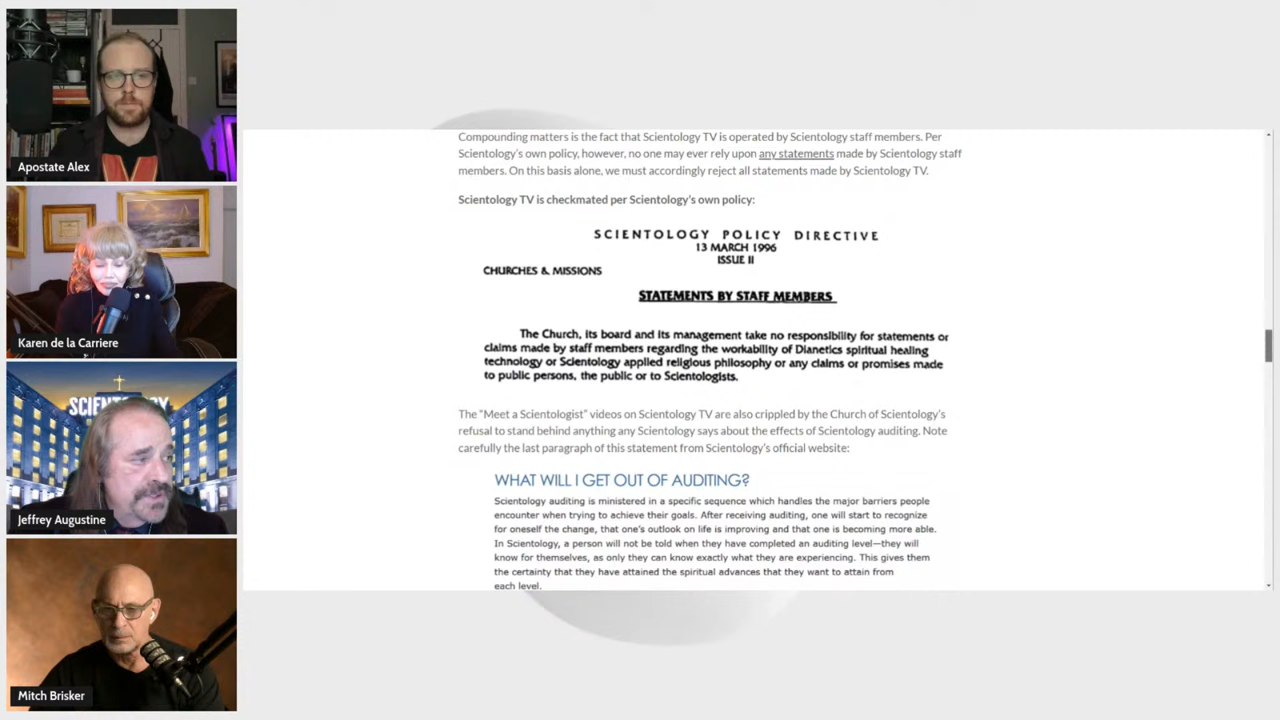 Apostate Alex
Karen de la Carriere
SCIENTOLOGY
Jeffrey Augustine
Mitch Brisker
Compounding matters is the fact that Scientology TV is operated by Scientology staff members. Per
Scientology's own policy, however, no one may ever rely upon any statements made by Scientology staff
members. On this basis alone, we must accordingly reject all statements made by Scientology TV.
Scientology TV is checkmated per Scientology's own policy:
SCIENTOLOGY POLICY DIRECTIVE
13 MARCH 1996
ISSUE II
CHURCHES & MISSIONS
STATEMENTS BY STAFF MEMBERS
The Church, its board and its management take no responsibility for statements or
claims made by staff members regarding the workability of Dianetics spiritual healing
technology or Scientology applied religious philosophy or any claims or promises made
to public persons, the public or to Scientologists.
The "Meet a Scientologist" videos on Scientology TV are also crippled by the Church of Scientology's
refusal to stand behind anything any Scientology says about the effects of Scientology auditing. Note
carefully the last paragraph of this statement from Scientology's official website:
WHAT WILL I GET OUT OF AUDITING?
Scientology auditing is ministered in a specific sequence which handles the major barriers people
encounter when trying to achieve their goals. After receiving auditing, one will start to recognize
for oneself the change, that one's outlook on life is improving and that one is becoming more able.
In Scientology, a person will not be told when they have completed an auditing level—they will
know for themselves, as only they can know exactly what they are experiencing. This gives them
the certainty that they have attained the spiritual advances that they want to attain from
each level.